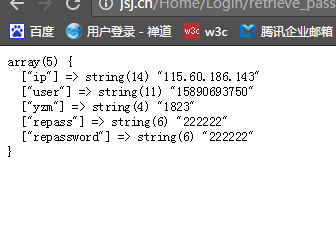 jsj.cn/Home/Login/retrieve_pass
百度 用户登录 - 禅道 w3c w3c 腾讯企业邮箱
array(5) {
["ip"] => string(14) "115.60.186.143"
["user"] => string(11) "15890693750"
["yzm"] => string(4) "1823"
["repass"] => string(6) "222222"
["repassword"] => string(6) "222222"
}